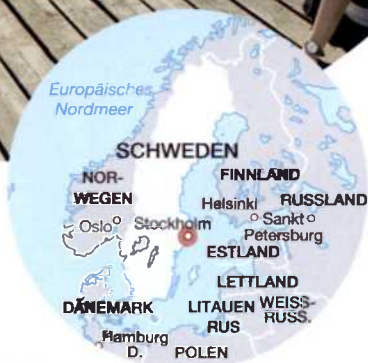 Europäisches
Nordmeer
SCHWEDEN
NOR-
WEGEN
FINNLAND
Helsinki
RUSSLAND
Oslo
Stockholm
Sankt
Petersburg
ESTLAND
LETTLAND
DÄNEMARK
LITAUEN
WEISS-
RUSS.
RUS
Hamburg
D.
POLEN